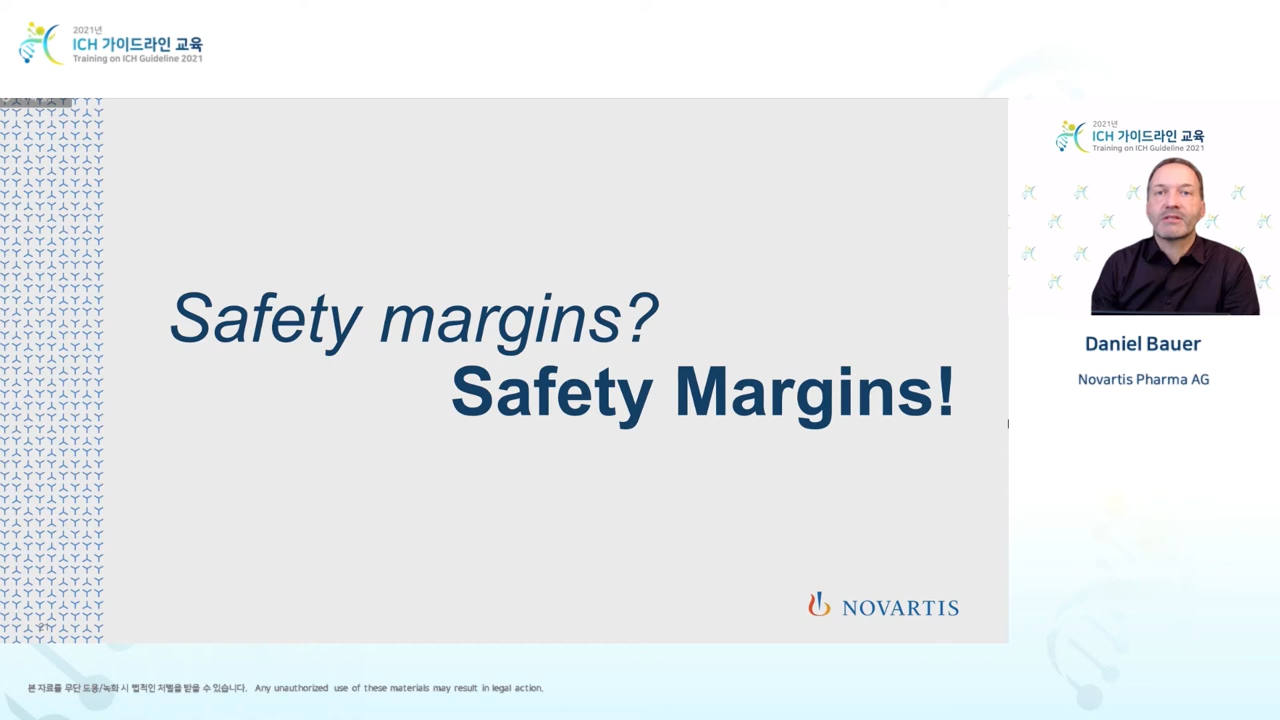 2021년
ICH 가이드라인 교육
Training on ICH Guideline 2021
Safety margins?
Safety Margins!
NOVARTIS
2021년
ICH 가이드라인 교육
Training on ICH Guideline 2021
Daniel Bauer
Novartis Pharma AG
본 자료를 무단 도용/녹화 시 법적인 처벌을 받을 수 있습니다. Any unauthorized use of these materials may result in legal action.